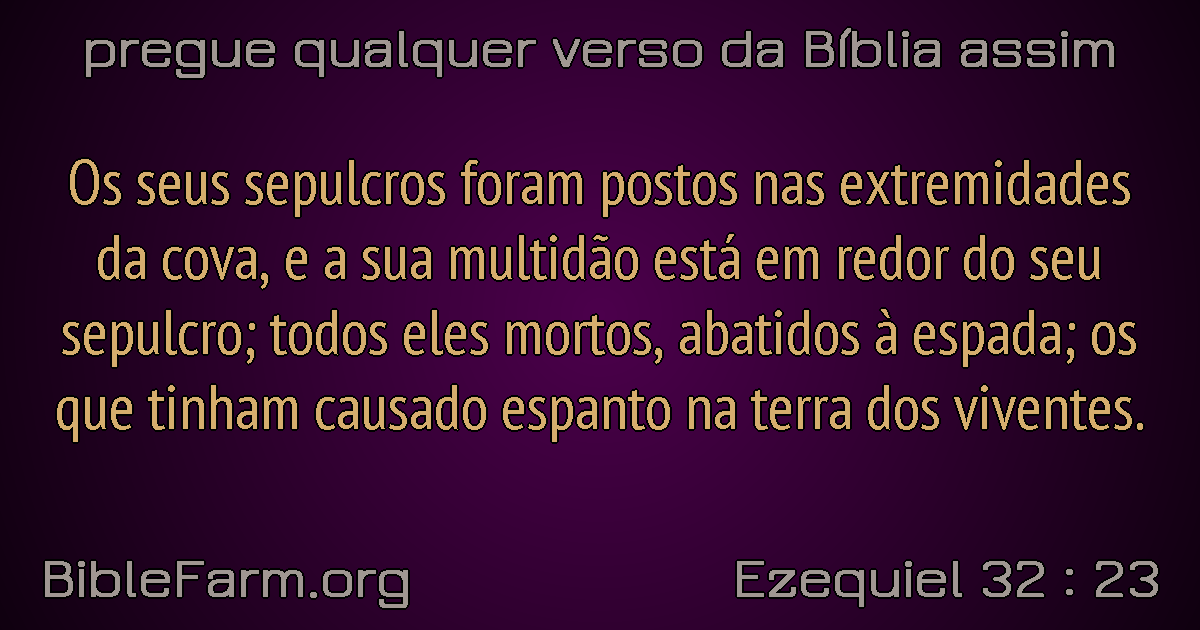 pregue qualquer verso da Bíblia assim
Os seus sepulcros foram postos nas extremidades
da cova, e a sua multidão está em redor do seu
sepulcro; todos eles mortos, abatidos à espada; os
que tinham causado espanto na terra dos viventes.
BibleFarm.org
Ezequiel 32 : 23